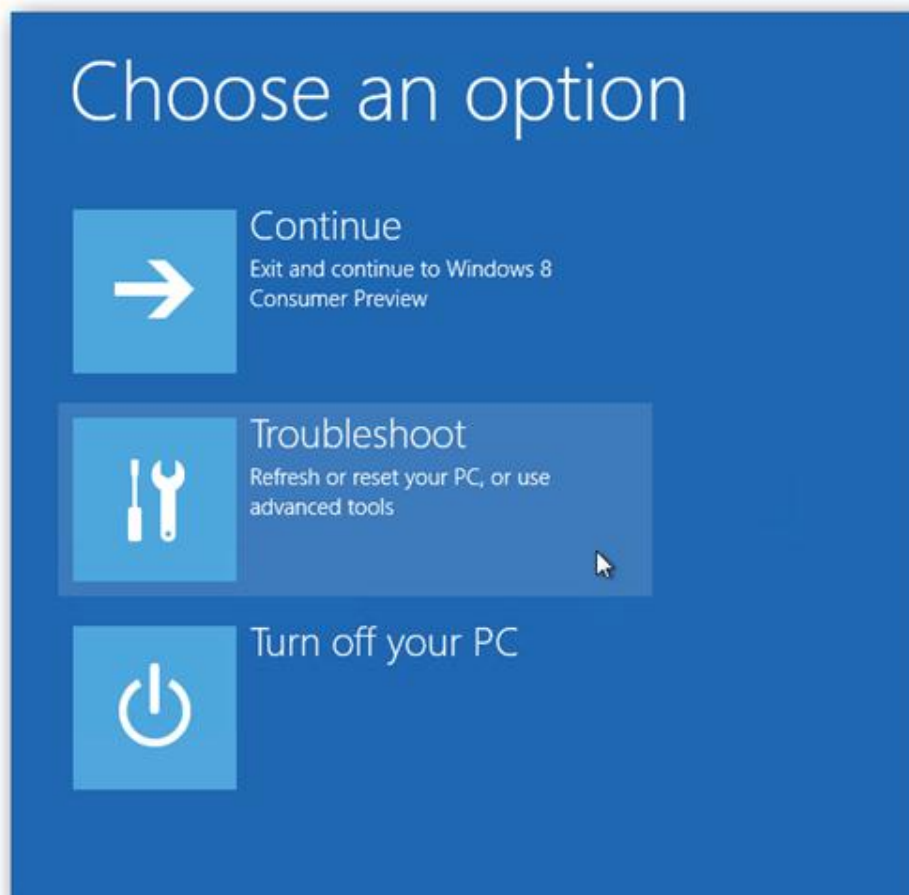 Choose an option
Continue
Exit and continue to Windows 8
Consumer Preview
Troubleshoot
Refresh or reset your PC, or use
advanced tools
Turn off your PC